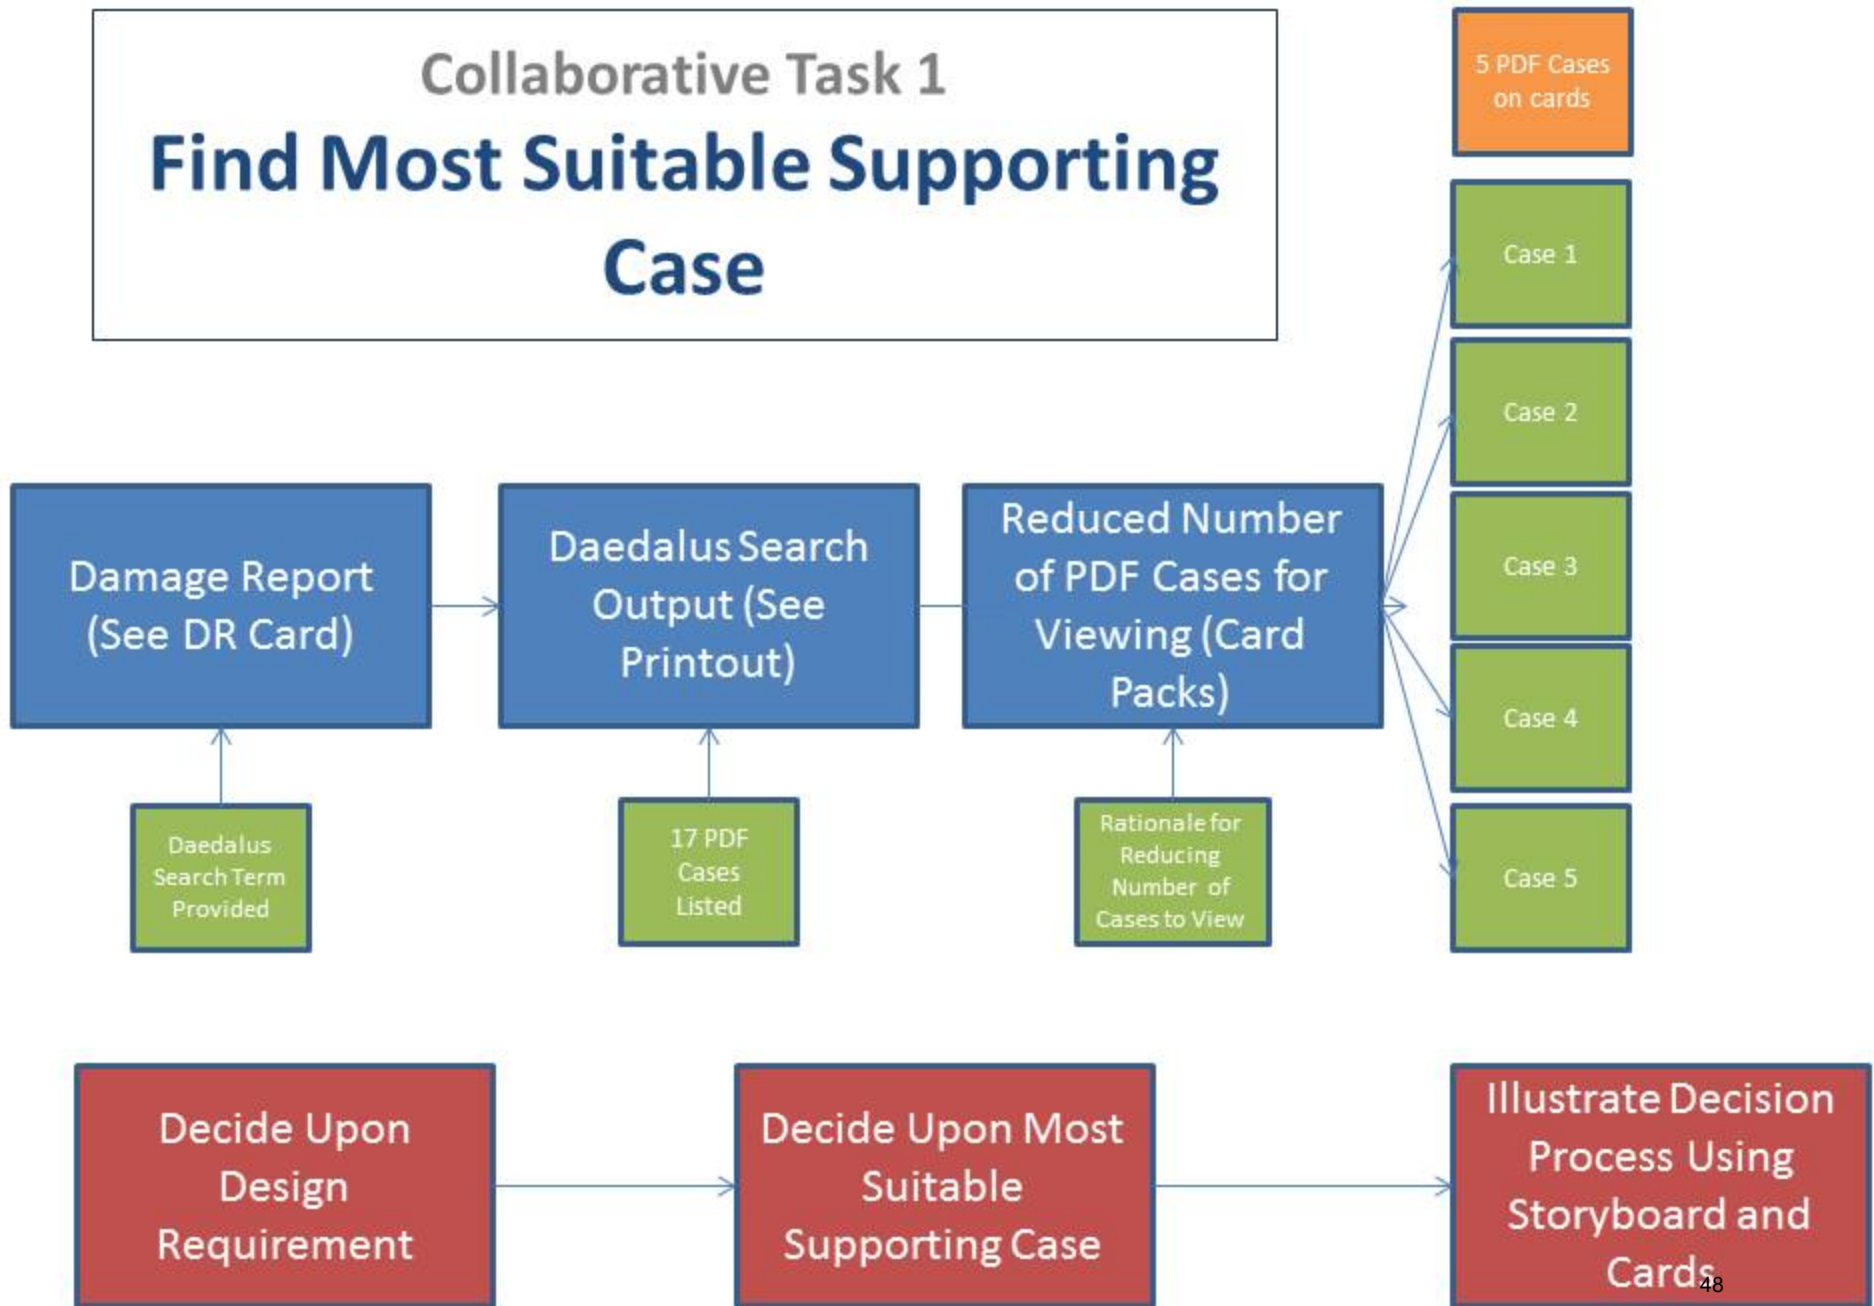 Collaborative Task 1
Find Most Suitable Supporting
Case
5 PDF Cases
on cards
Case 1
Case 2
Case 3
Case 4
Case 5
Damage Report
(See DR Card)
Daedalus Search
Output (See
Printout)
Reduced Number
of PDF Cases for
Viewing (Card
Packs)
Daedalus
Search Term
Provided
17 PDF
Cases
Listed
Rationale for
Reducing
Number of
Cases to View
Decide Upon
Design
Requirement
Decide Upon Most
Suitable
Supporting Case
Illustrate Decision
Process Using
Storyboard and
Cards
48